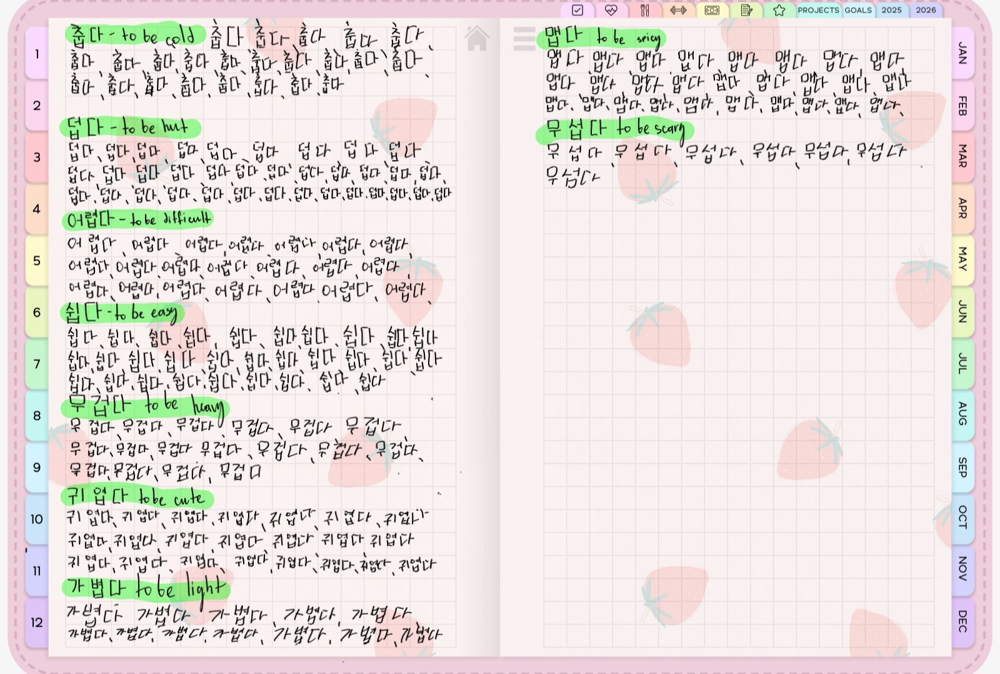 PROJECTS GOALS 2025 2026
1
2
3
4
5
6
7
8
9
10
11
12
춥다 - to be cold 춥다 춥다 춥다 춥다 춥다,
춥다, 춥다, 춥다, 춥다, 춥다, 춥다, 춥다, 춥다, 춥다, 춥다,
춥다, 춥다, 춥다, 춥다, 춥다, 춥다, 춥다, 춥다
덥다 - to be hut
덥다, 덥다, 덥다, 덥다, 덥다, 덥다 덥다 덥다 덥다
덥다, 덥다 덥다 덥다 덥다 덥다 덥다 덥다, 덥다, 덥다, 덥다, 덥다,
덥다, 덥다, 덥다, 덥다, 덥다, 덥다, 덥다, 덥다, 덥다, 덥다, 덥다, 덥다, 덥다, 덥다
어렵다 - to be difficult
어렵다, 어렵다, 어렵다, 어렵다, 어렵다, 어렵다, 어렵다,
어렵다, 어렵다, 어렵다, 어렵다, 어렵다, 어렵다, 어렵다,
어렵다, 어렵다, 어렵다, 어렵다, 어렵다, 어렵다, 어렵다,
쉽다 - to be easy
쉽다, 쉽다, 쉽다, 쉽다, 쉽다, 쉽다, 쉽다, 쉽다, 쉽다, 쉽다
쉽다, 쉽다, 쉽다, 쉽다, 쉽다, 쉽다, 쉽다, 쉽다, 쉽다, 쉽다, 쉽다
쉽다, 쉽다, 쉽다, 쉽다, 쉽다, 쉽다, 쉽다, 쉽다, 쉽다
무겁다 to be heavy
무겁다, 무겁다, 무겁다, 무겁다, 무겁다 무겁다
무겁다, 무겁다, 무겁다 무겁다, 무겁다, 무겁다, 무겁다,
무겁다, 무겁다, 무겁다, 무겁다
귀엽다 to be cute
귀엽다, 귀엽다, 귀엽다, 귀엽다, 귀엽다, 귀엽다, 귀엽다
귀엽다, 귀엽다, 귀엽다, 귀엽다 귀엽다 귀엽다 귀엽다
귀엽다, 귀엽다, 귀엽다, 귀엽다, 귀엽다, 귀엽다, 귀엽다, 귀엽다
가볍다 to be light
가볍다 가볍다 가볍다, 가볍다, 가볍다
가볍다, 가볍다, 가볍다, 가볍다, 가볍다, 가볍다, 가볍다
맵다 to be spicy
맵다 맵다 맵다 맵다 맵다 맵다 맵다, 맵다
맵다 맵다 맵다, 맵다 맵다 맵다, 맵다, 맵다, 맵다
맵다, 맵다, 맵다, 맵다, 맵다, 맵다, 맵다, 맵다, 맵다, 맵다,
무섭다 to be scary
무섭다, 무섭다, 무섭다, 무섭다, 무섭다, 무섭다
무섭다
JAN
FEB
MAR
APR
MAY
JUN
JUL
AUG
SEP
OCT
NOV
DEC